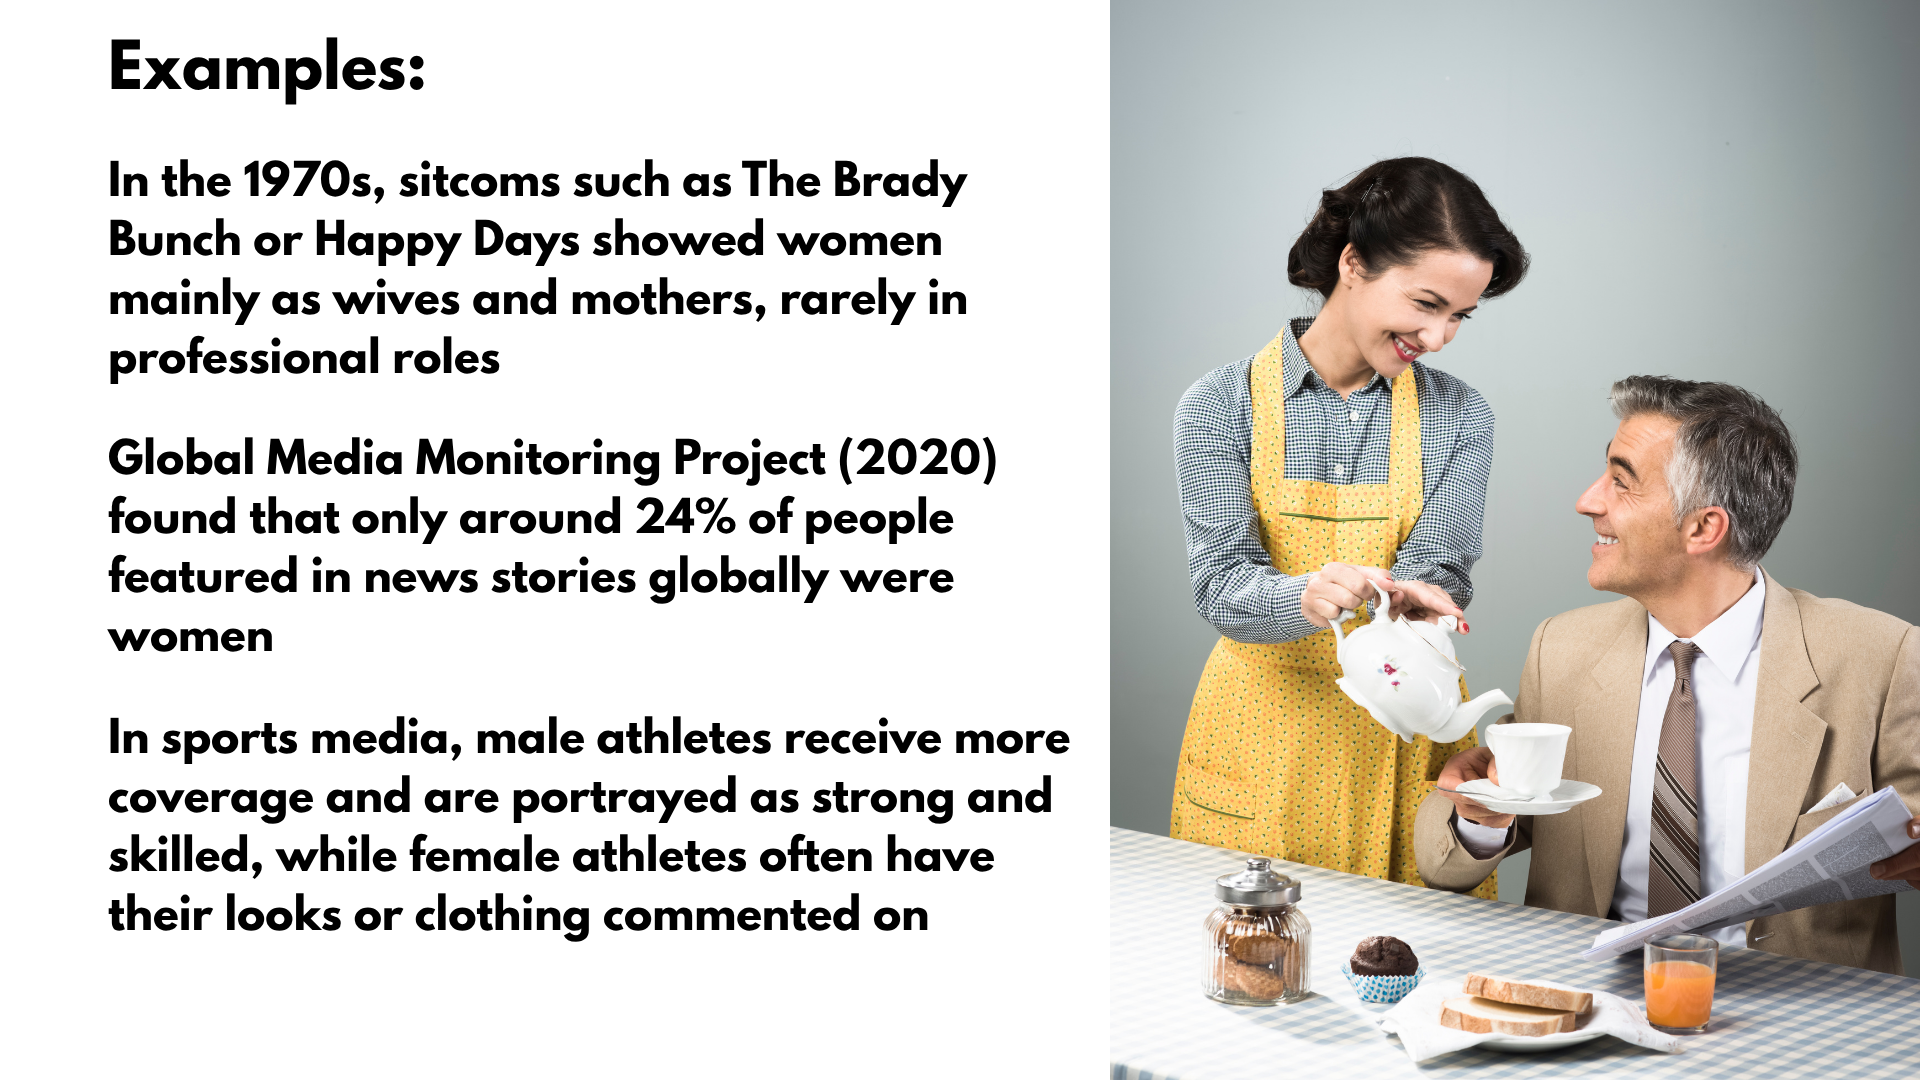 Examples:
In the 1970s, sitcoms such as The Brady
Bunch or Happy Days showed women
mainly as wives and mothers, rarely in
professional roles
Global Media Monitoring Project (2020)
found that only around 24% of people
featured in news stories globally were
women
In sports media, male athletes receive more
coverage and are portrayed as strong and
skilled, while female athletes often have
their looks or clothing commented on